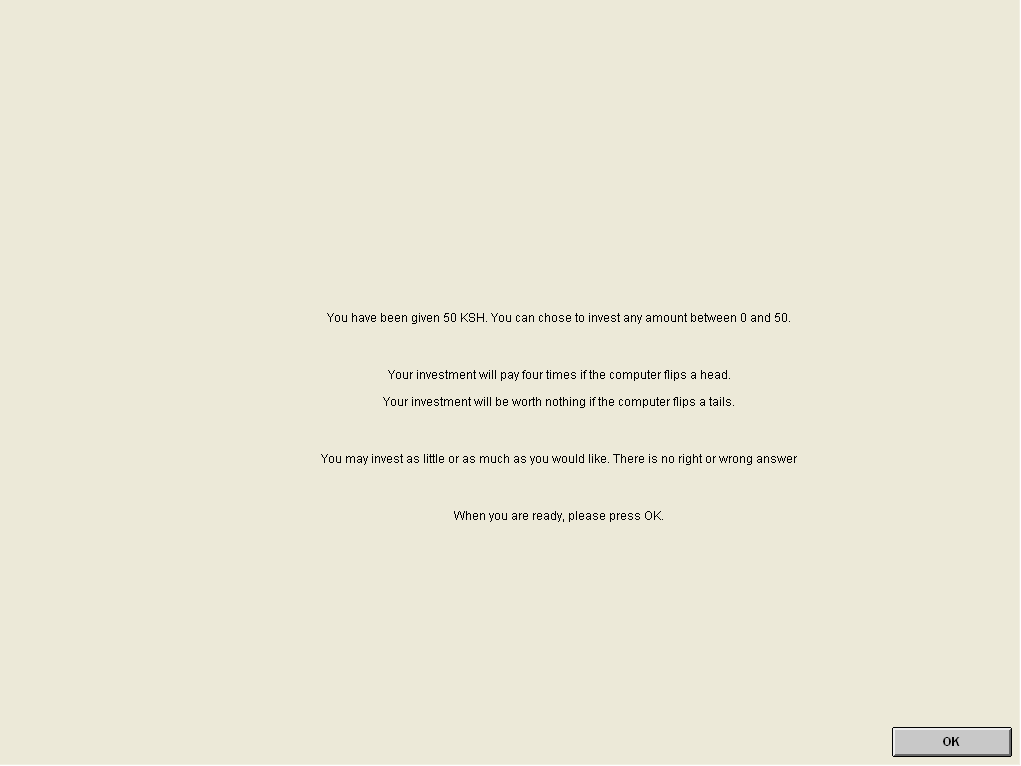 You have been given 50 KSH. You can chose to invest any amount between 0 and 50.
Your investment will pay four times if the computer flips a head.
Your investment will be worth nothing if the computer flips a tails.
You may invest as little or as much as you would like. There is no right or wrong answer
When you are ready, please press OK.
OK